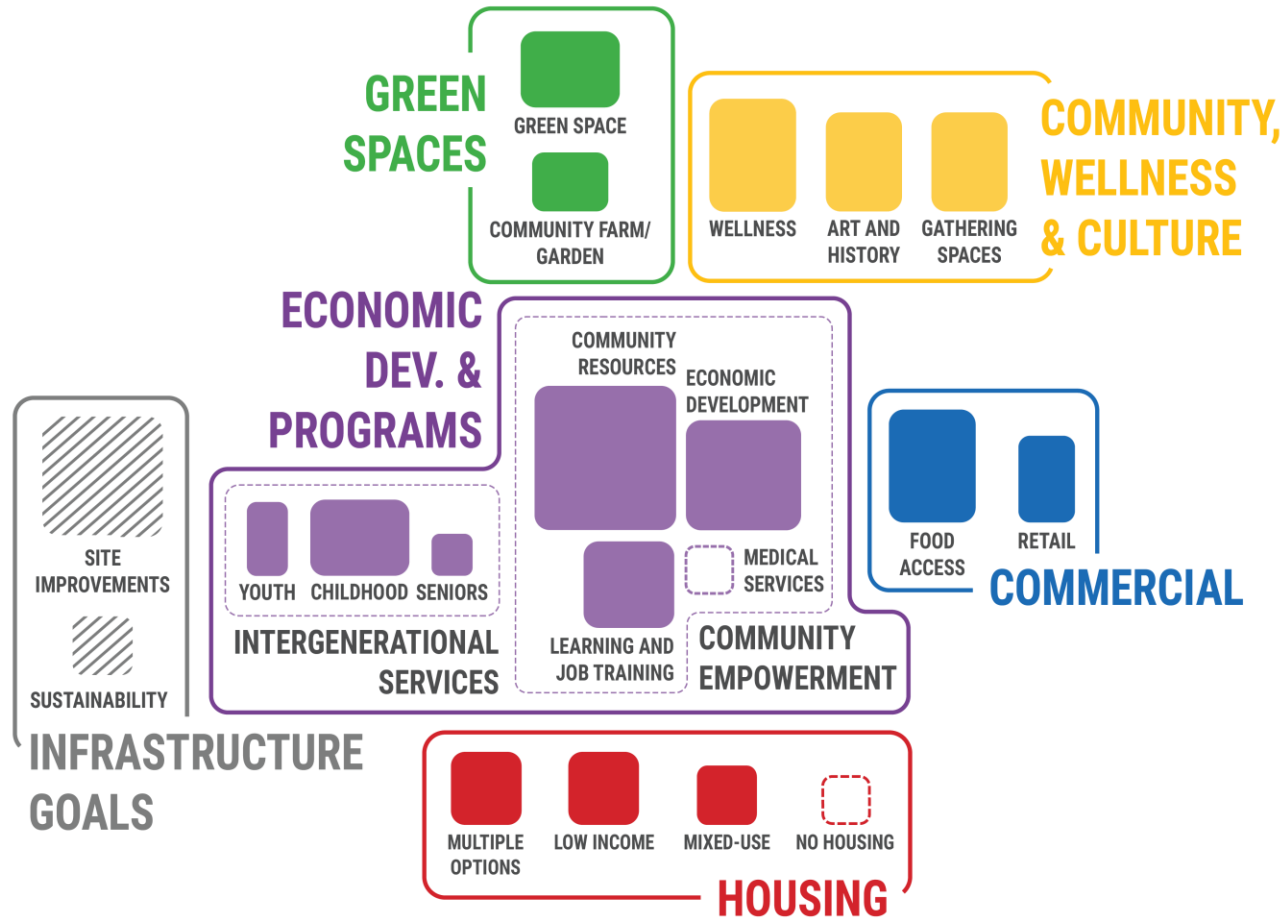 GREEN
SPACES
GREEN SPACE
COMMUNITY FARM/
GARDEN
COMMUNITY,
WELLNESS
& CULTURE
WELLNESS
ART AND
HISTORY
GATHERING
SPACES
ECONOMIC
DEV. &
PROGRAMS
COMMUNITY
RESOURCES
ECONOMIC
DEVELOPMENT
LEARNING AND
JOB TRAINING
MEDICAL
SERVICES
COMMUNITY
EMPOWERMENT
YOUTH
CHILDHOOD
SENIORS
INTERGENERATIONAL
SERVICES
FOOD
ACCESS
RETAIL
COMMERCIAL
SITE
IMPROVEMENTS
SUSTAINABILITY
INFRASTRUCTURE
GOALS
MULTIPLE
OPTIONS
LOW INCOME
MIXED-USE
NO HOUSING
HOUSING